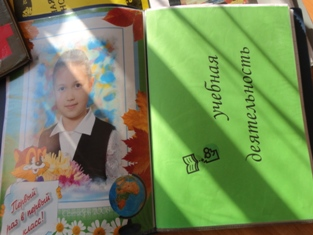 Первый
раз в первый
класс!
учебная
деятельность